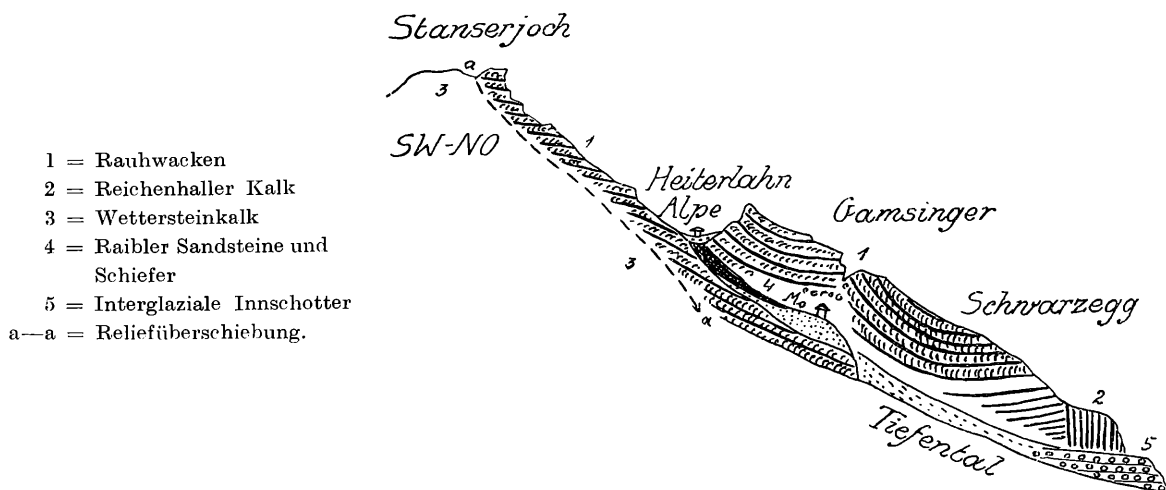 Stanserjoch
a
3
SW-NO
1
Heiterlahn
Alpe
Gamsinger
3
4
Mo
1
a
Schwarzegg
2
5
Tiefental
1 = Rauhwacken
2 = Reichenhaller Kalk
3 = Wettersteinkalk
4 = Raibler Sandsteine und
Schiefer
5 = Interglaziale Innschotter
a—a = Reliefüberschiebung.